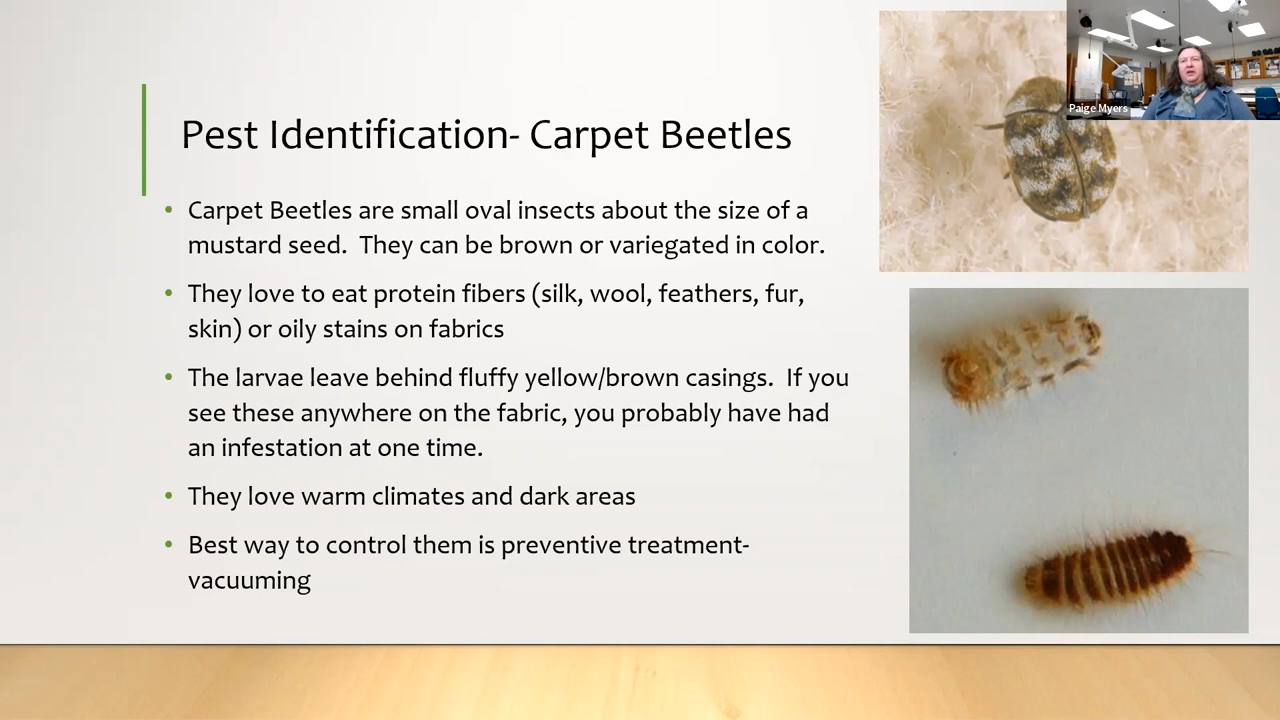 Paige Myers
Pest Identification- Carpet Beetles
• Carpet Beetles are small oval insects about the size of a
mustard seed.  They can be brown or variegated in color.
• They love to eat protein fibers (silk, wool, feathers, fur,
skin) or oily stains on fabrics
• The larvae leave behind fluffy yellow/brown casings.  If you
see these anywhere on the fabric, you probably have had
an infestation at one time.
• They love warm climates and dark areas
• Best way to control them is preventive treatment-
vacuuming